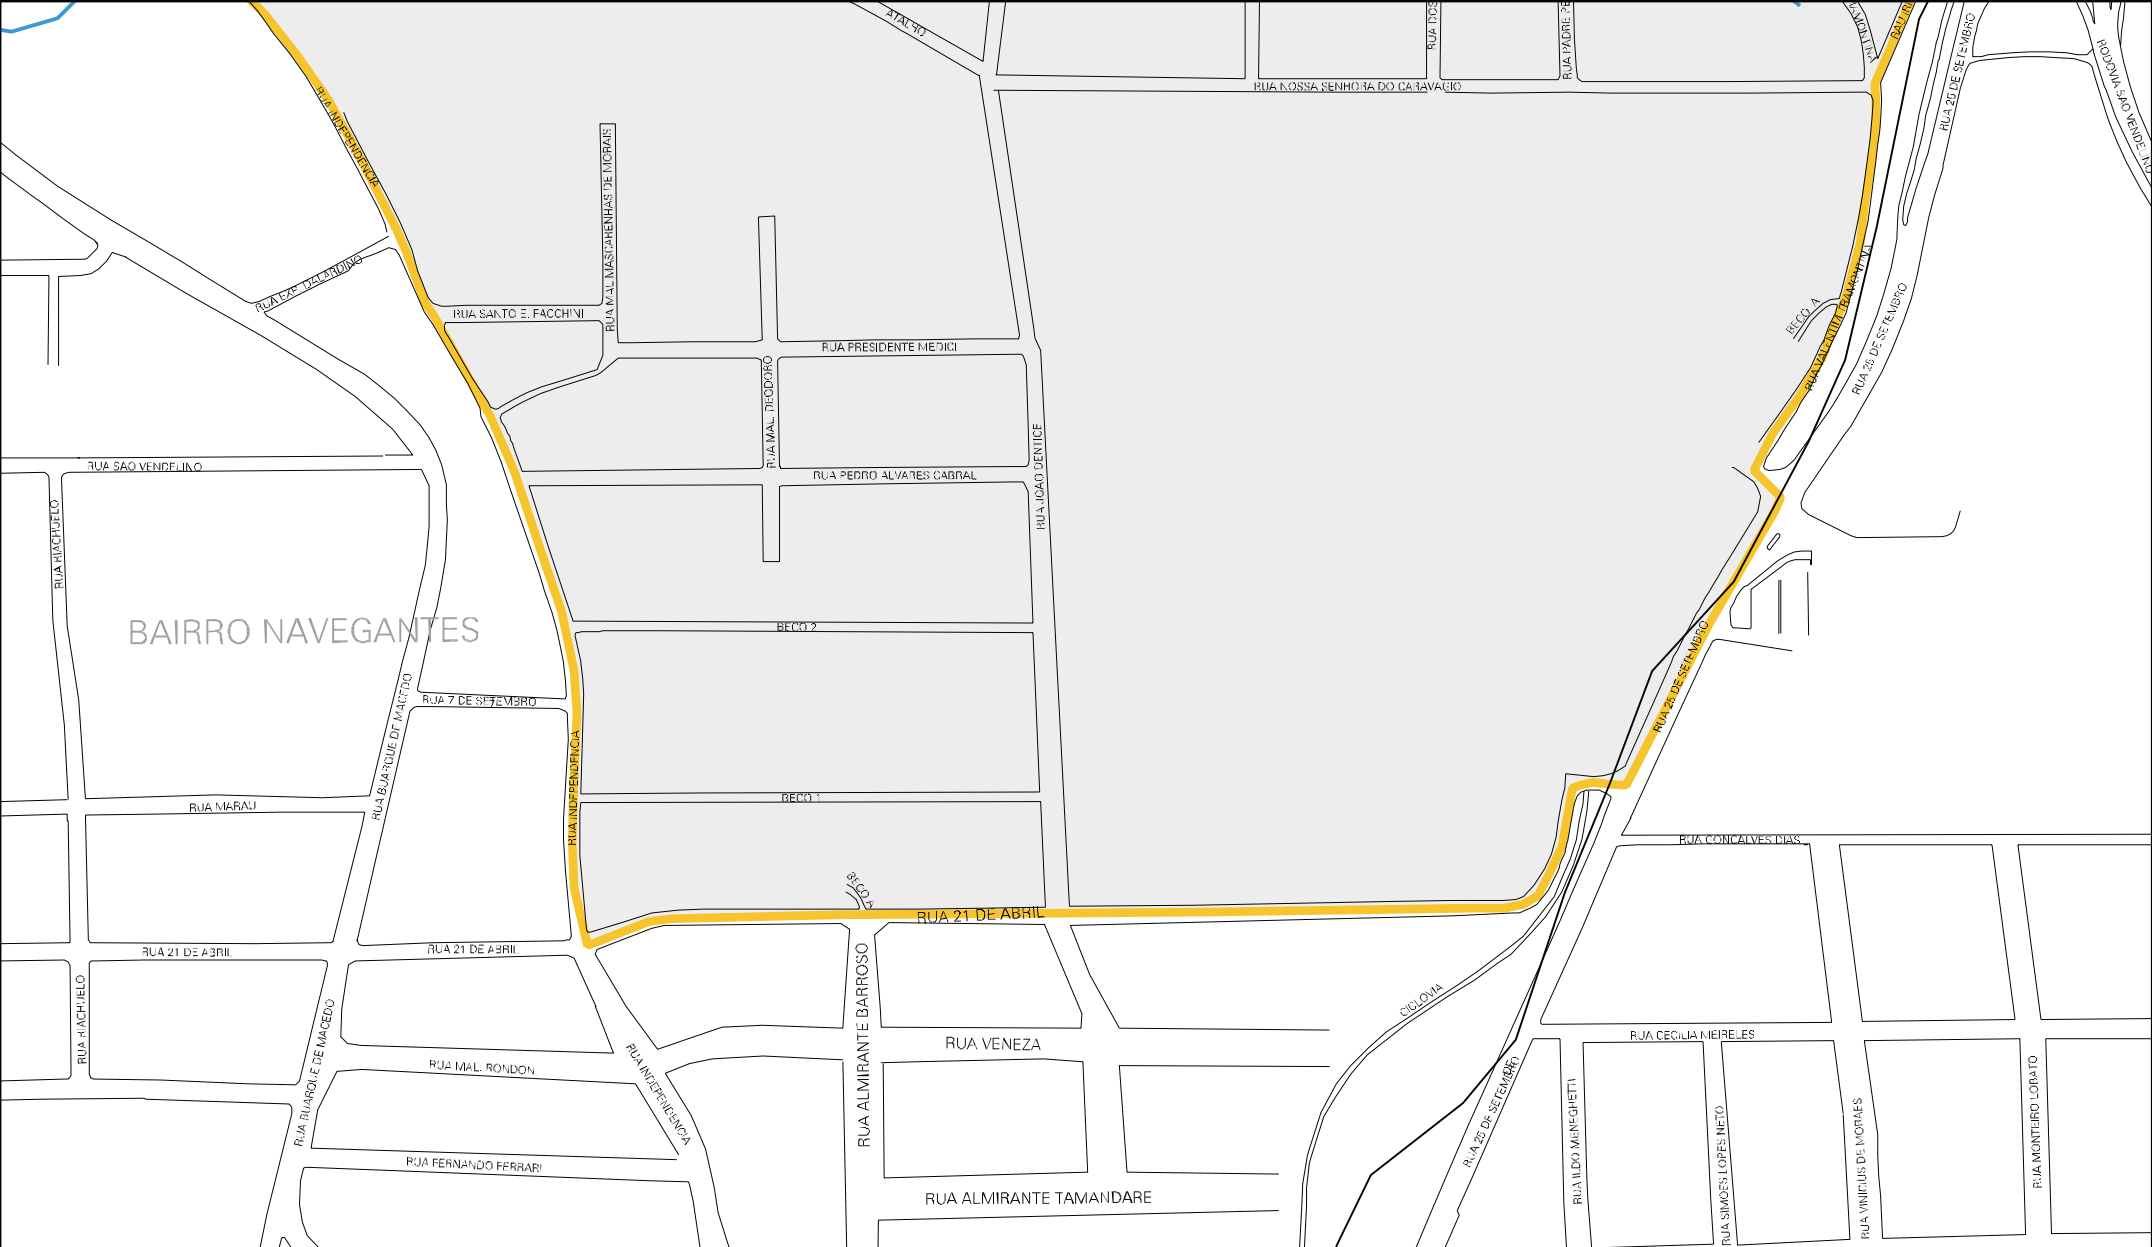 ATALHO
RUA DOS
RUA PADRE PE
RUA 25 DE SETEMBRO
RODOVIA SAO VENDELINO
RUA NOSSA SENHORA DO CARAVAGIO
RUA INDEPENDENCIA
RUA MAL MASCARENHAS DE MORAIS
RUA EXP. DALARDINO
RUA SANTO E. FACCHINI
RUA PRESIDENTE MEDICI
RUA MAL. DEODORO
BECO A
RUA VALENTIM TRAMONTINA
RUA 25 DE SETEMBRO
RUA SAO VENDELINO
RUA PEDRO ALVARES CABRAL
RUA JOAO DENTICE
RUA RIACHUELO
BAIRRO NAVEGANTES
BECO 2
RUA 25 DE SETEMBRO
RUA 7 DE SETEMBRO
RUA BUARQUE DE MACEDO
RUA INDEPENDENCIA
RUA MARAU
BECO 1
RUA GONCALVES DIAS
BECO A
RUA 21 DE ABRIL
RUA 21 DE ABRIL
RUA 21 DE ABRIL
RUA RIACHUELO
RUA BUARQUE DE MACEDO
RUA ALMIRANTE BARROSO
CICLOVIA
RUA VENEZA
RUA CECILIA MEIRELES
RUA MAL. RONDON
RUA INDEPENDENCIA
RUA 25 DE SETEMBRO
RUA ILDO MENEGHETTI
RUA SIMOES LOPES NETO
RUA VINICIUS DE MORAES
RUA MONTEIRO LOBATO
RUA FERNANDO FERRARI
RUA ALMIRANTE TAMANDARE